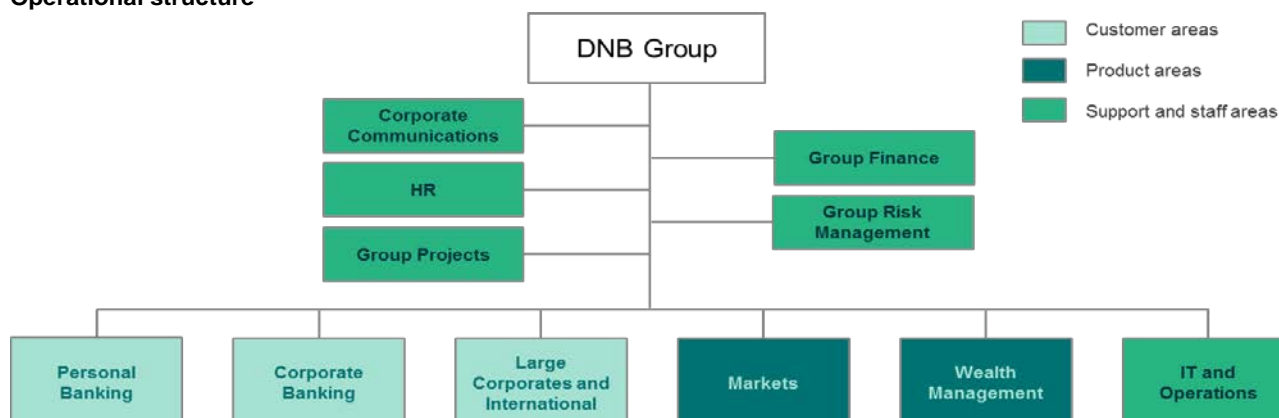 Operational structure
DNB Group
Customer areas
Product areas
Support and staff areas
Corporate
Communications
Group Finance
HR
Group Risk
Management
Group Projects
Personal
Banking
Corporate
Banking
Large
Corporates and
International
Markets
Wealth
Management
IT and
Operations